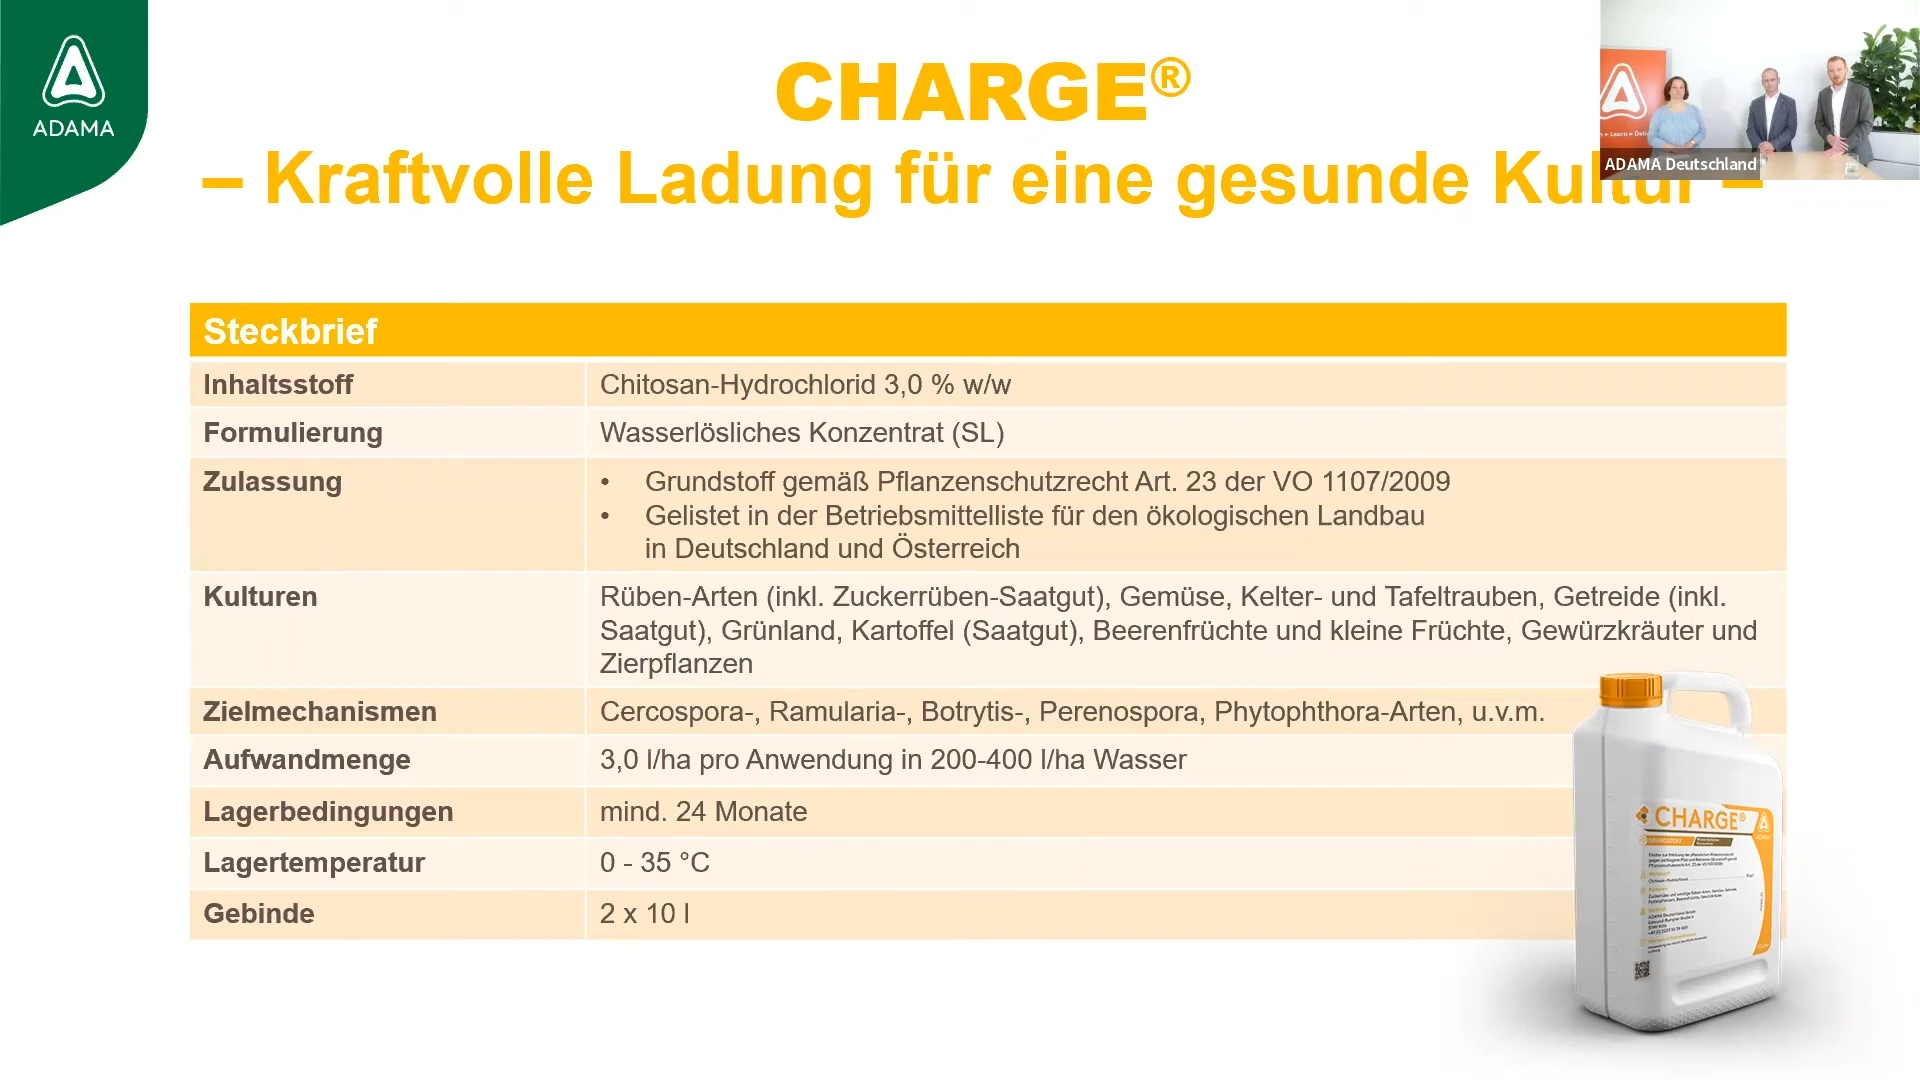 ADAMA
CHARGE®
– Kraftvolle Ladung für eine gesunde Kultur –
ADAMA Deutschland
Steckbrief
Inhaltsstoff
Chitosan-Hydrochlorid 3,0 % w/w
Formulierung
Wasserlösliches Konzentrat (SL)
Zulassung
• Grundstoff gemäß Pflanzenschutzrecht Art. 23 der VO 1107/2009
• Gelistet in der Betriebsmittelliste für den ökologischen Landbau
in Deutschland und Österreich
Kulturen
Rüben-Arten (inkl. Zuckerrüben-Saatgut), Gemüse, Kelter- und Tafeltrauben, Getreide (inkl.
Saatgut), Grünland, Kartoffel (Saatgut), Beerenfrüchte und kleine Früchte, Gewürzkräuter und
Zierpflanzen
Zielmechanismen
Cercospora-, Ramularia-, Botrytis-, Perenospora, Phytophthora-Arten, u.v.m.
Aufwandmenge
3,0 l/ha pro Anwendung in 200-400 l/ha Wasser
Lagerbedingungen
mind. 24 Monate
Lagertemperatur
0 - 35 °C
Gebinde
2 x 10 l
CHARGE®
GRUNDSTOFF